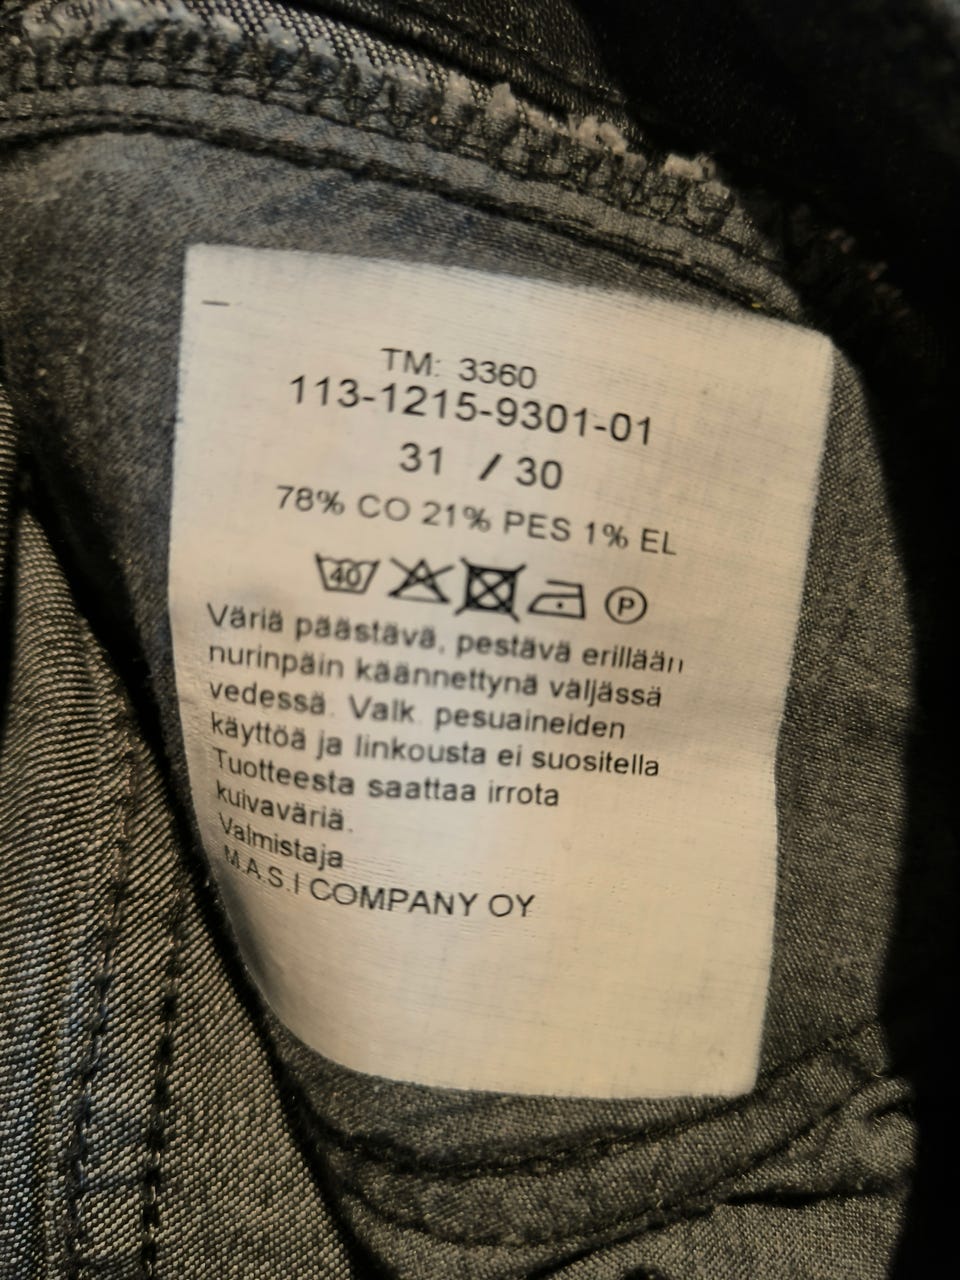 TM: 3360
113-1215-9301-01
31 / 30
78% CO 21% PES 1% EL
40 P
Väriä päästävä, pestävä erillään
nurinpäin käännettynä väljässä
vedessä. Valk. pesuaineiden
käyttöä ja linkousta ei suositella
Tuotteesta saattaa irrota
kuivaväriä.
Valmistaja
M.A.S.I COMPANY OY